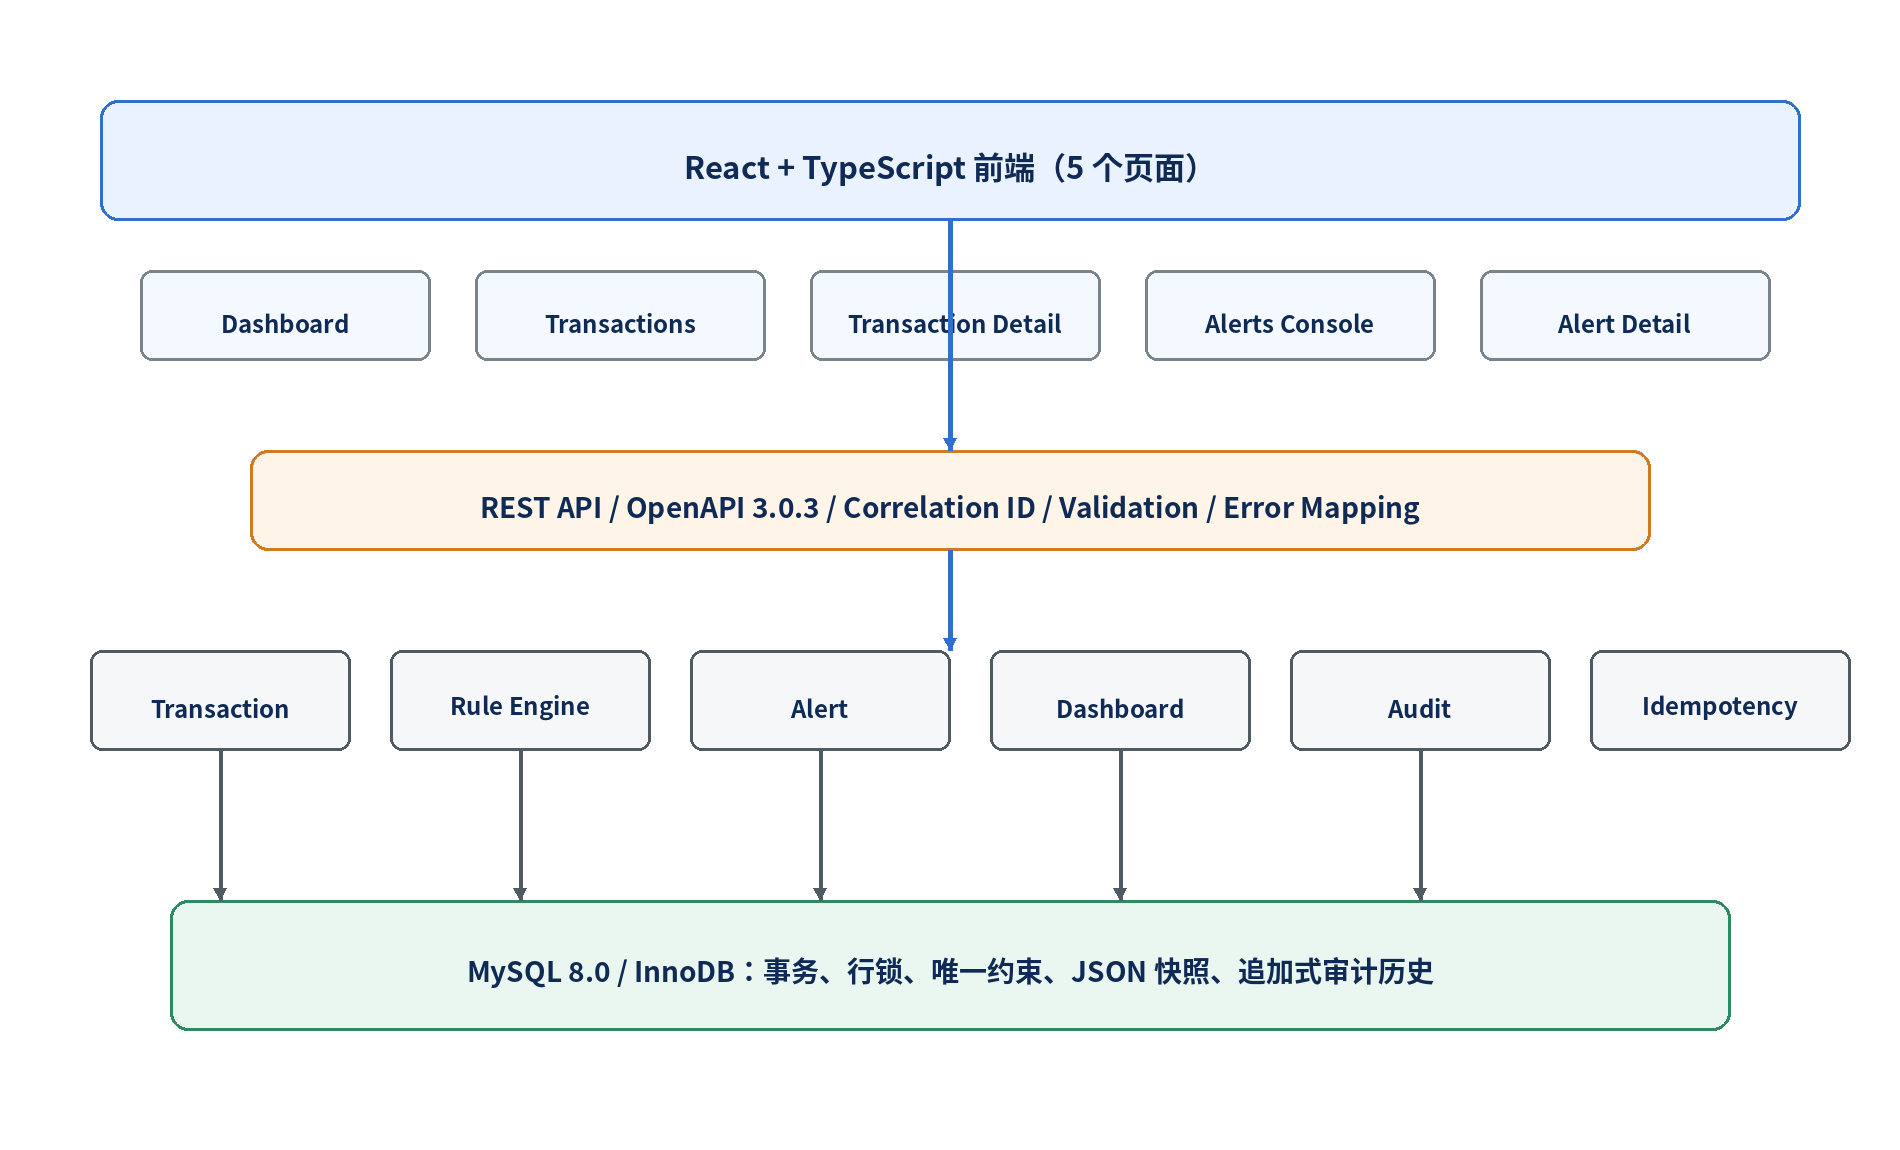 React + TypeScript 前端（5 个页面）
Dashboard
Transactions
Transaction Detail
Alerts Console
Alert Detail
REST API / OpenAPI 3.0.3 / Correlation ID / Validation / Error Mapping
Transaction
Rule Engine
Alert
Dashboard
Audit
Idempotency
MySQL 8.0 / InnoDB：事务、行锁、唯一约束、JSON 快照、追加式审计历史